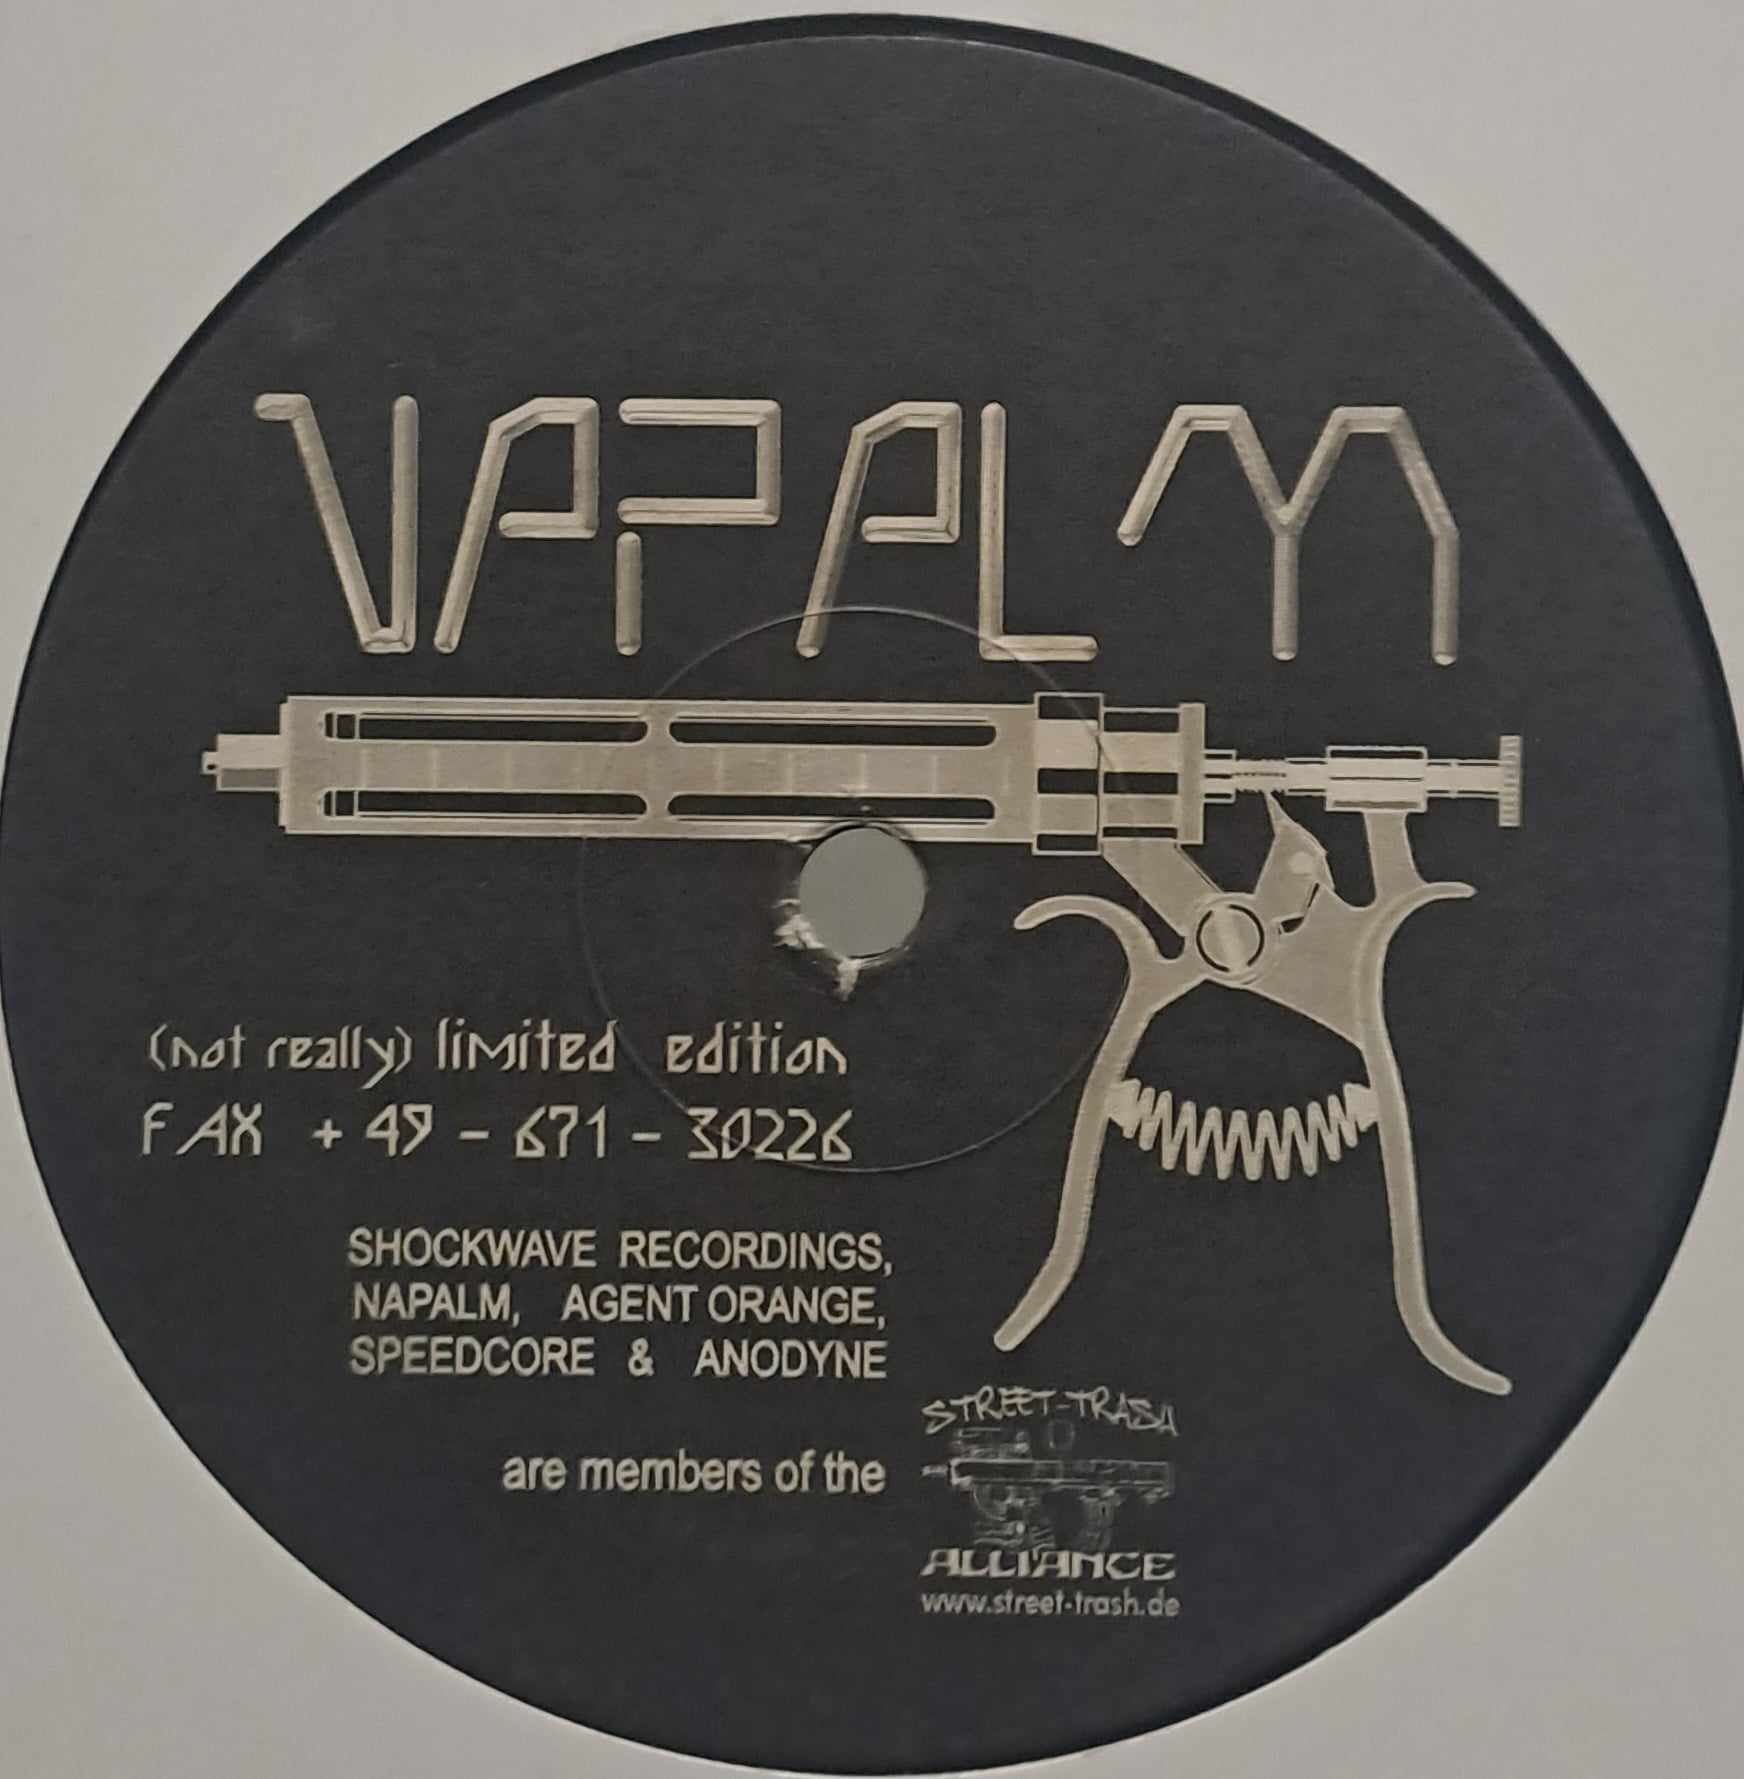 NAPALM
(not really) limited edition
FAX +49-671-30226
SHOCKWAVE RECORDINGS,
NAPALM, AGENT ORANGE,
SPEEDCORE & ANODYNE
are members of the
STREET-TRASH
ALLIANCE
www.street-trash.de